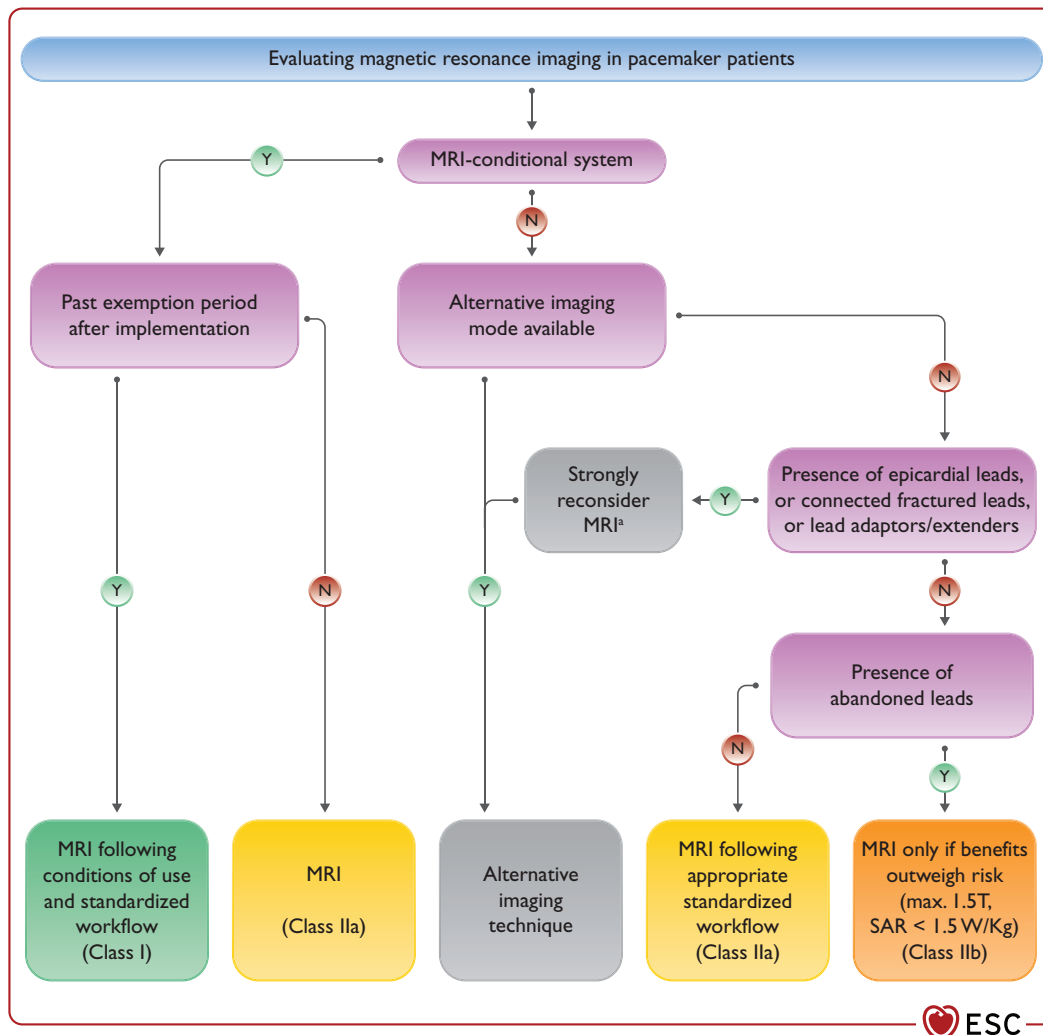 Evaluating magnetic resonance imaging in pacemaker patients
Y
MRI-conditional system
N
Past exemption period
after implementation
Alternative imaging
mode available
N
Strongly
reconsider
MRIᵃ
Y
Presence of epicardial leads,
or connected fractured leads,
or lead adaptors/extenders
Y
N
Y
N
Presence of
abandoned leads
N
Y
MRI following
conditions of use
and standardized
workflow
(Class I)
MRI
(Class IIa)
Alternative
imaging
technique
MRI following
appropriate
standardized
workflow
(Class IIa)
MRI only if benefits
outweigh risk
(max. 1.5T,
SAR < 1.5 W/Kg)
(Class IIb)
ESC